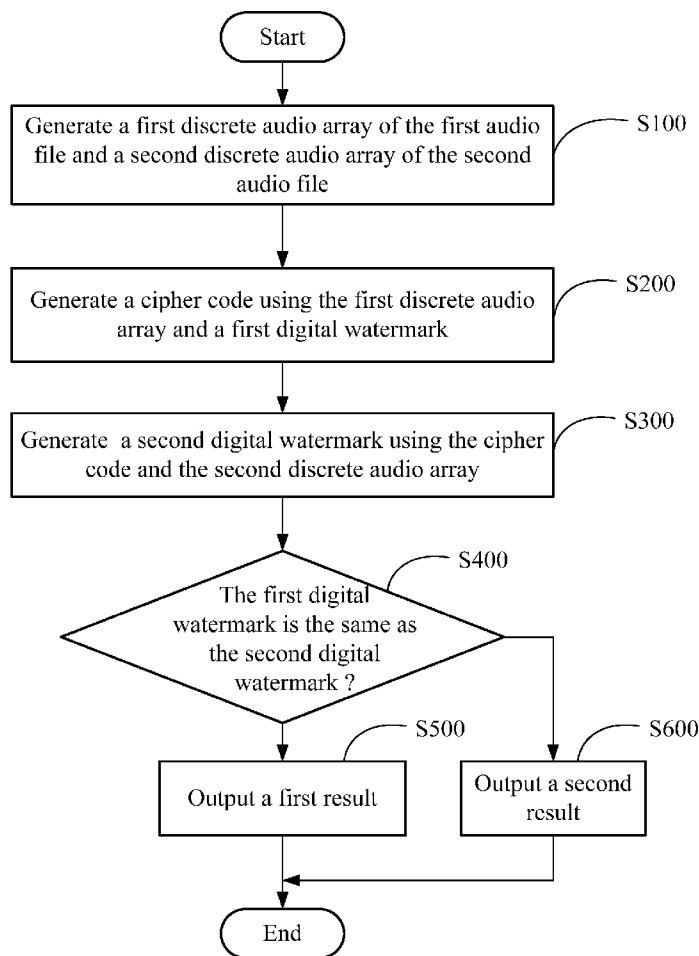 Start
Generate a first discrete audio array of the first audio
file and a second discrete audio array of the second
audio file
S100
Generate a cipher code using the first discrete audio
array and a first digital watermark
S200
Generate a second digital watermark using the cipher
code and the second discrete audio array
S300
The first digital
watermark is the same as
the second digital
watermark ?
S400
Output a first result
S500
Output a second
result
S600
End